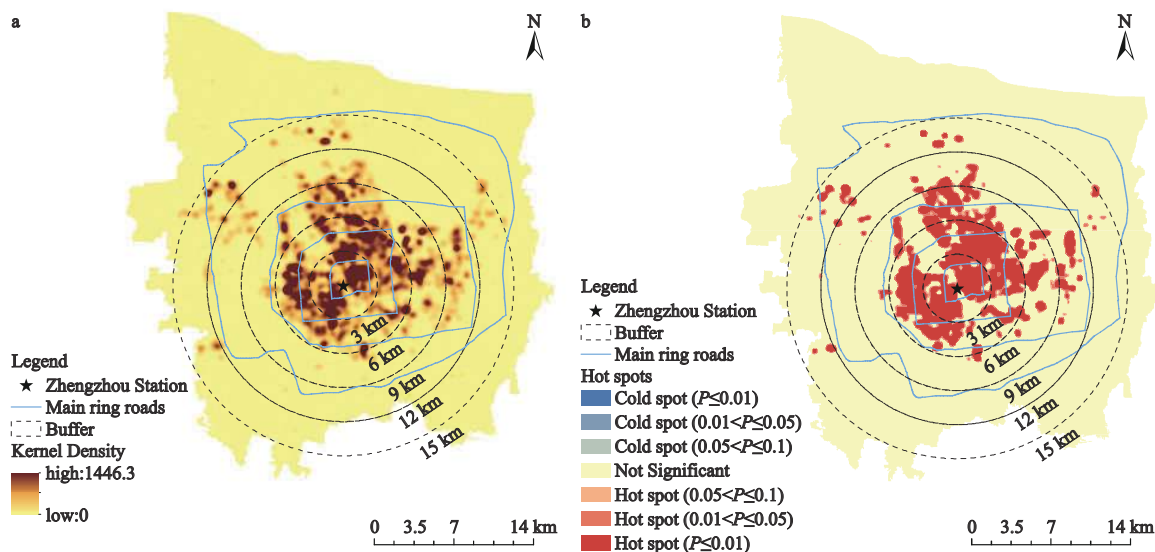 a
N
3 km
6 km
9 km
12 km
15 km
Legend
Zhengzhou Station
Main ring roads
Buffer
Kernel Density
high:1446.3
low:0
0 3.5 7 14 km
b
N
3 km
6 km
9 km
12 km
15 km
Legend
Zhengzhou Station
Buffer
Main ring roads
Hot spots
Cold spot (P≤0.01)
Cold spot (0.01<P≤0.05)
Cold spot (0.05<P≤0.1)
Not Significant
Hot spot (0.05<P≤0.1)
Hot spot (0.01<P≤0.05)
Hot spot (P≤0.01)
0 3.5 7 14 km